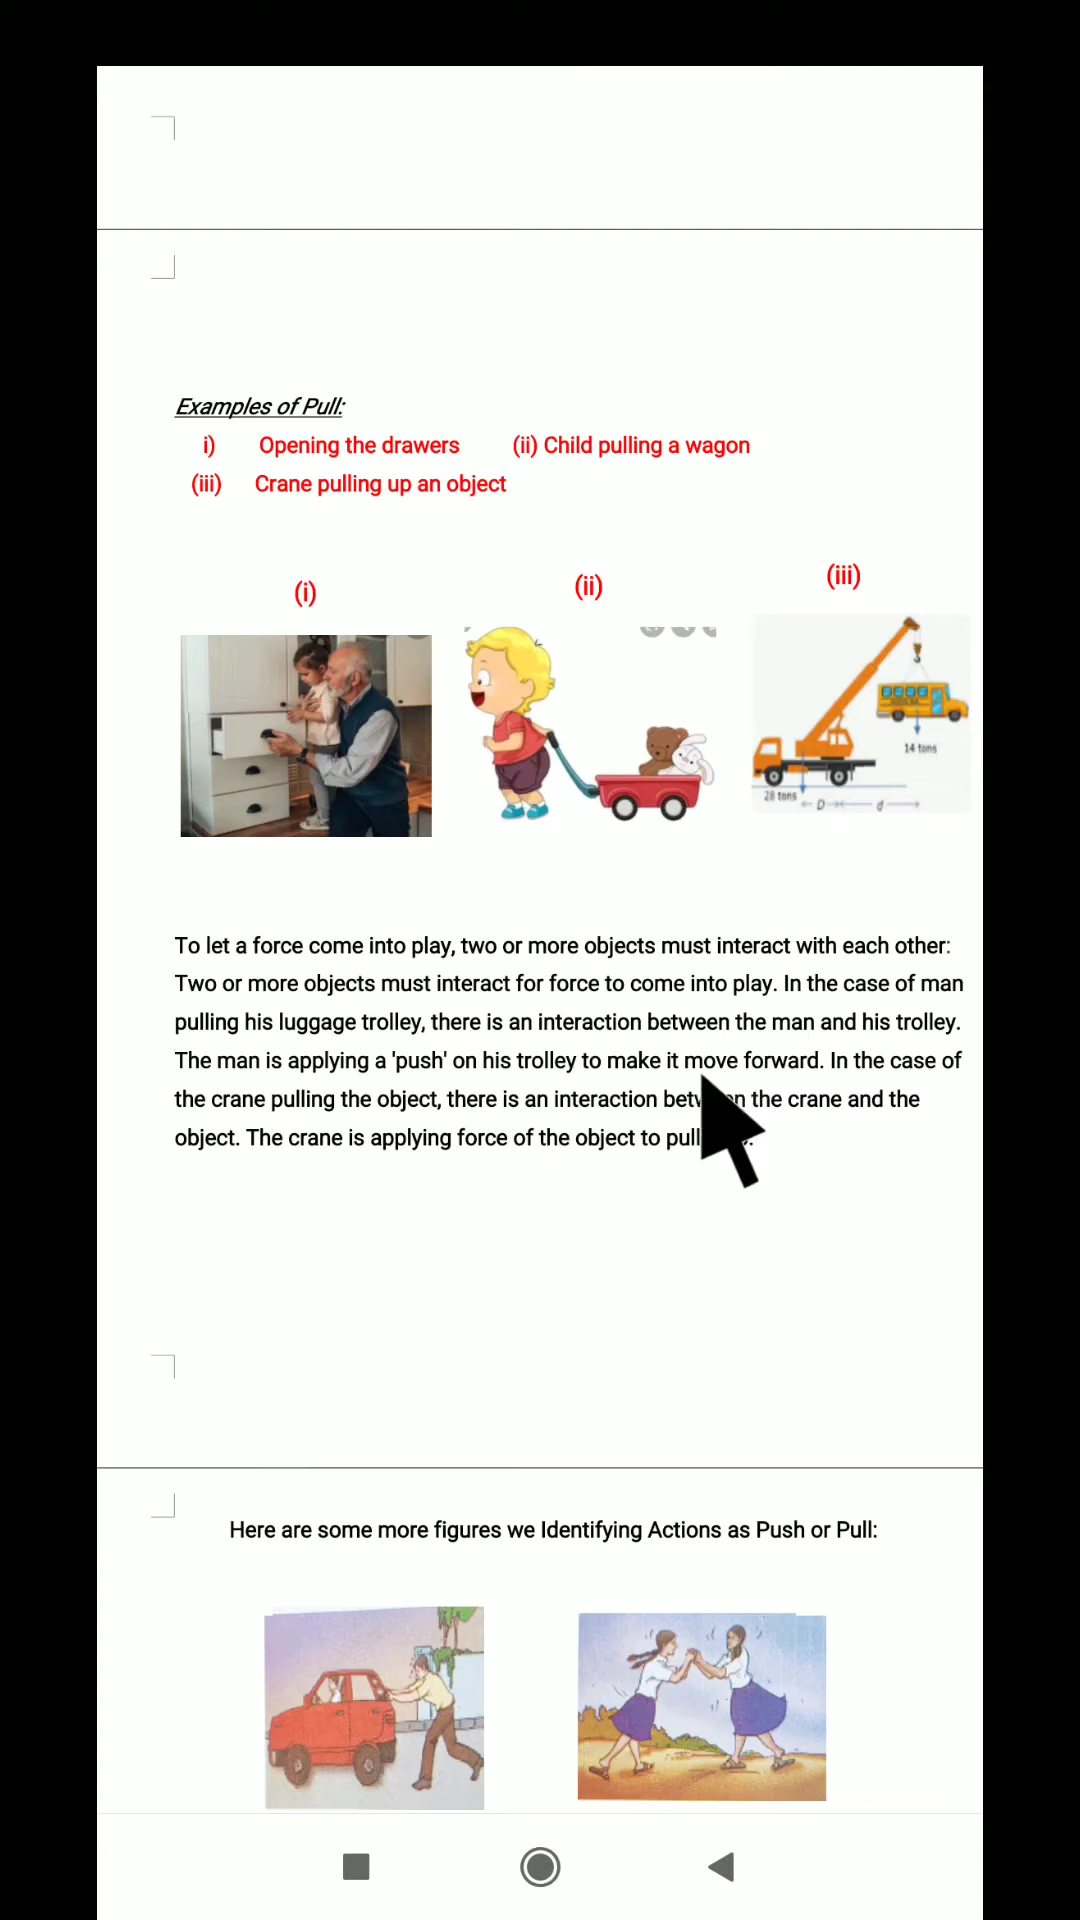 Examples of Pull:
i) Opening the drawers (ii) Child pulling a wagon
(iii) Crane pulling up an object
(i) (ii) (iii)
14 tons
28 tons
D d
To let a force come into play, two or more objects must interact with each other:
Two or more objects must interact for force to come into play. In the case of man
pulling his luggage trolley, there is an interaction between the man and his trolley.
The man is applying a 'push' on his trolley to make it move forward. In the case of
the crane pulling the object, there is an interaction the crane and the
object. The crane is applying force of the object to pull
Here are some more figures we Identifying Actions as Push or Pull: